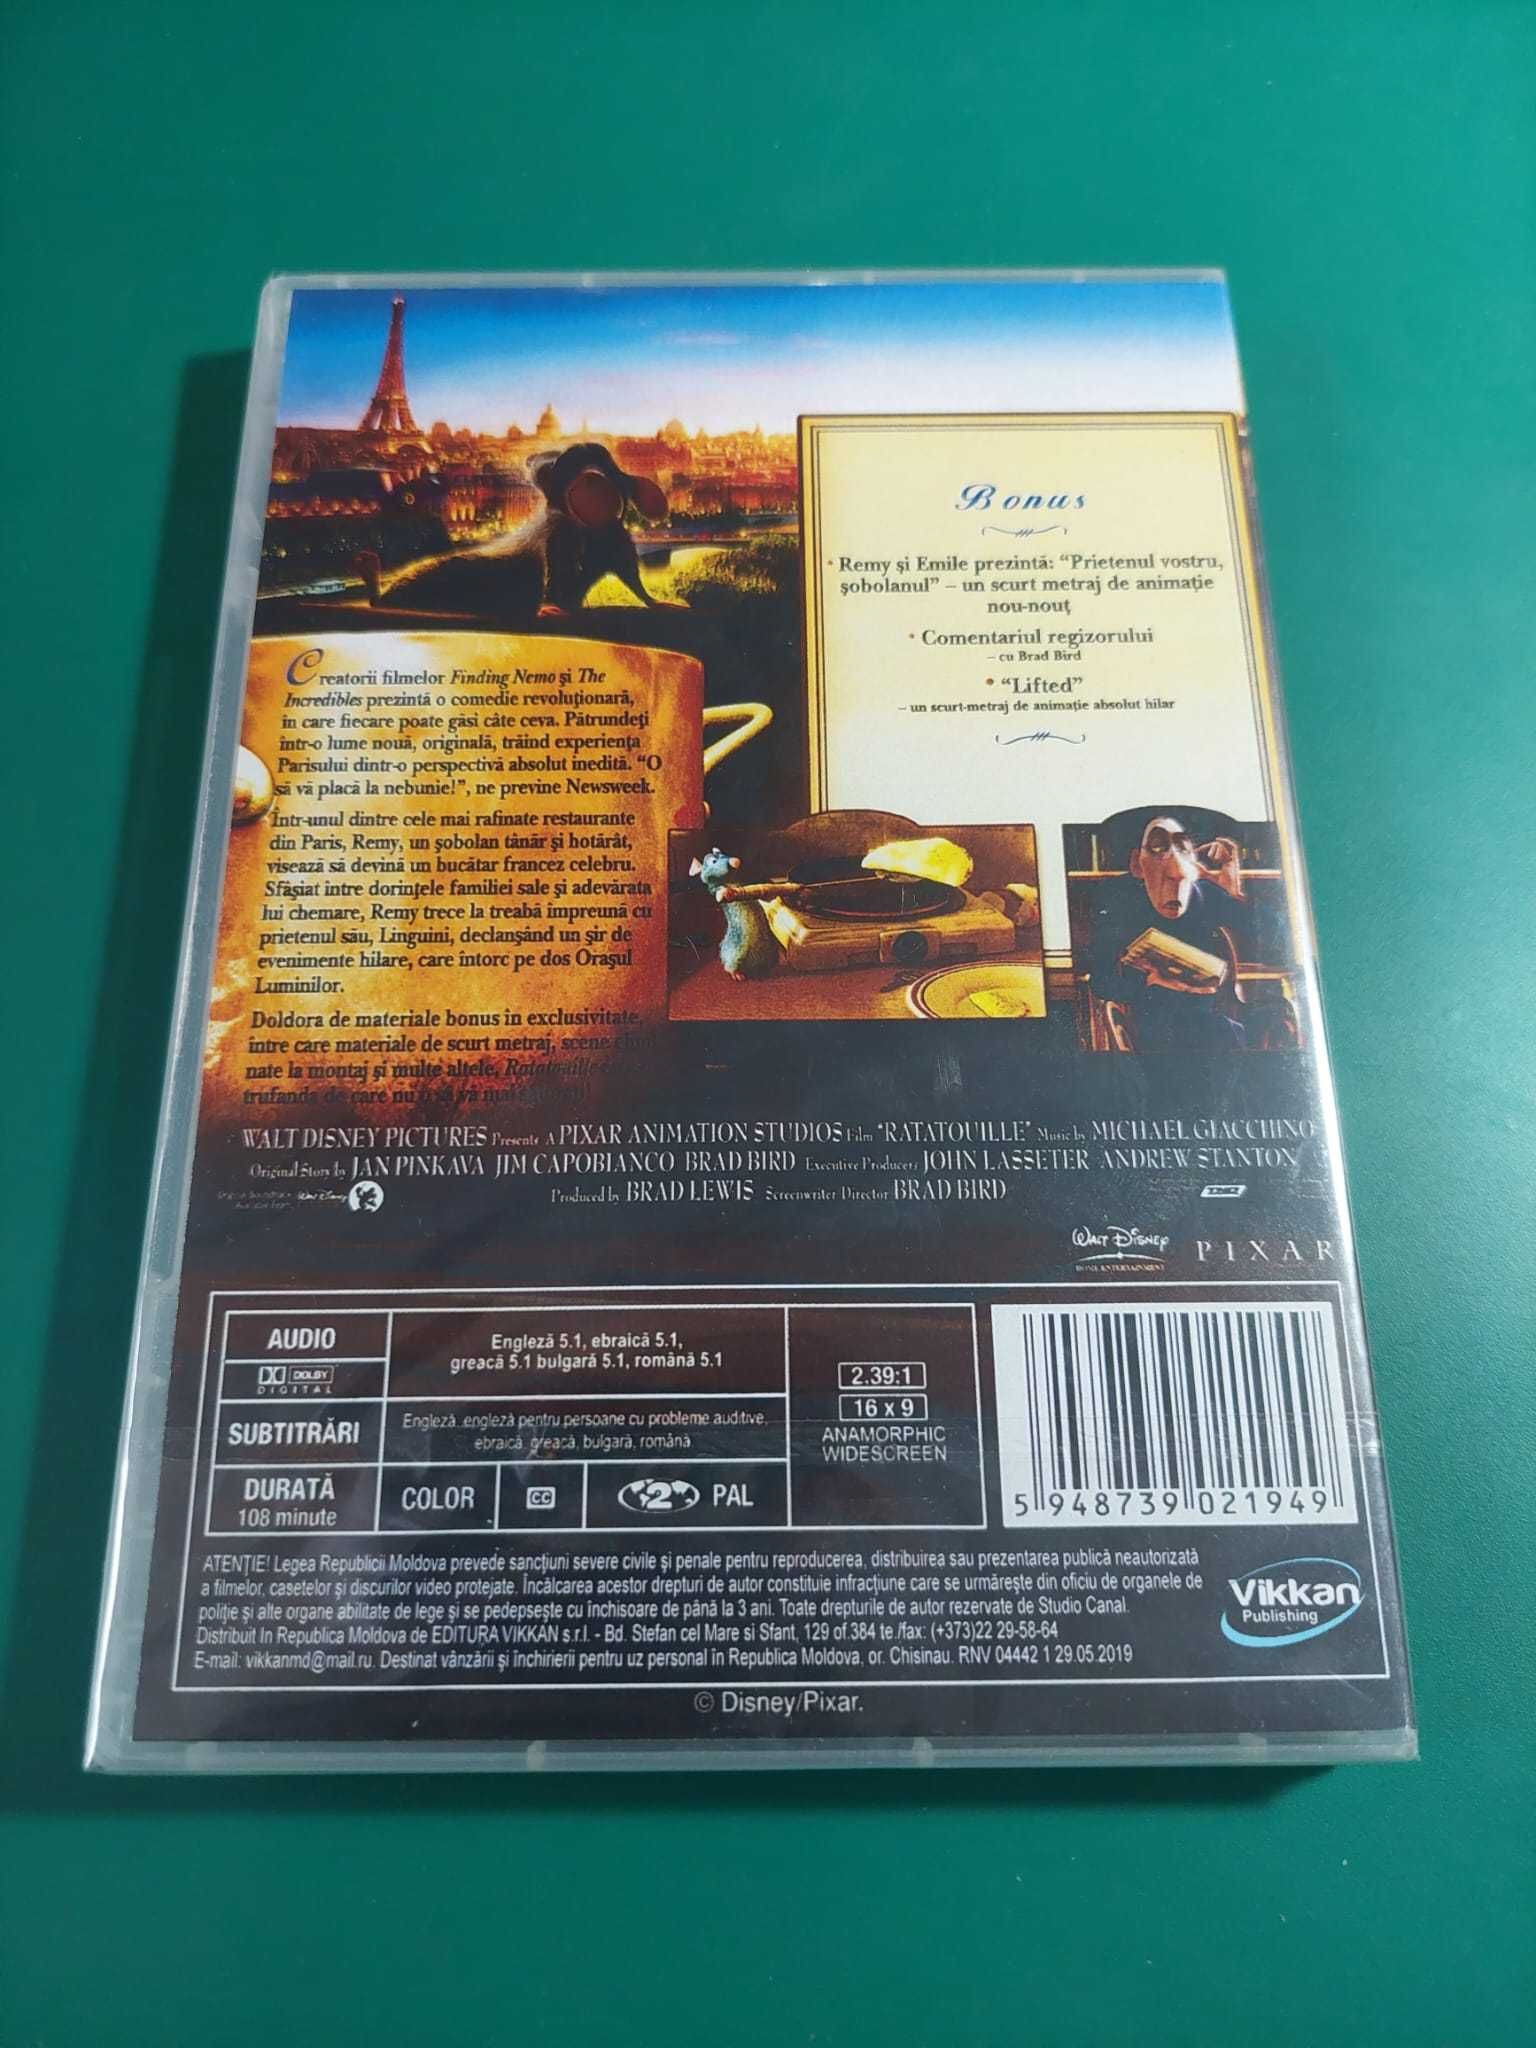 Bonus
• Remy şi Emile prezintă: “Prietenul vostru,
şobolanul” – un scurt metraj de animaţie
nou-nouţ
• Comentariul regizorului
– cu Brad Bird
• “Lifted”
– un scurt-metraj de animaţie absolut hilar
Creatorii filmelor Finding Nemo şi The
Incredibles prezintă o comedie revoluţionară,
în care fiecare poate găsi câte ceva. Pătrundeţi
într-o lume nouă, originală, trăind experienţa
Parisului dintr-o perspectivă absolut inedită. “O
să vă placă la nebunie!”, ne previne Newsweek.
Într-unul dintre cele mai rafinate restaurante
din Paris, Remy, un şobolan tânăr şi hotărât,
visează să devină un bucătar francez celebru.
Sfâşiat între dorinţele familiei sale şi adevărata
lui chemare, Remy trece la treabă împreună cu
prietenul său, Linguini, declanşând un şir de
evenimente hilare, care întorc pe dos Oraşul
Luminilor.
Doldora de materiale bonus în exclusivitate,
între care materiale de scurt metraj, scene
nate la montaj şi multe altele, Ratatouille
trufanda de care nu
WALT DISNEY PICTURES Presents A PIXAR ANIMATION STUDIOS Film "RATATOUILLE" Music by MICHAEL GIACCHINO
Original Story by JAN PINKAVA JIM CAPOBIANCO BRAD BIRD Executive Producers JOHN LASSETER ANDREW STANTON
Produced by BRAD LEWIS Screenwriter Director BRAD BIRD
WALT DISNEY
HOME ENTERTAINMENT
PIXAR
AUDIO
DOLBY
DIGITAL
Engleză 5.1, ebraică 5.1,
greacă 5.1 bulgară 5.1, română 5.1
SUBTITRĂRI
Engleză, engleză pentru persoane cu probleme auditive,
ebraică, greacă, bulgară, română
DURATĂ
108 minute
COLOR
CC
2
PAL
2.39:1
16 x 9
ANAMORPHIC
WIDESCREEN
5 948739 021949
ATENŢIE! Legea Republicii Moldova prevede sancţiuni severe civile şi penale pentru reproducerea, distribuirea sau prezentarea publică neautorizată
a filmelor, casetelor şi discurilor video protejate. Încălcarea acestor drepturi de autor constituie infracţiune care se urmăreşte din oficiu de organele de
poliţie şi alte organe abilitate de lege şi se pedepseşte cu închisoare de până la 3 ani. Toate drepturile de autor rezervate de Studio Canal.
Distribuit In Republica Moldova de EDITURA VIKKAN s.r.l. - Bd. Stefan cel Mare si Sfant, 129 of.384 te./fax: (+373)22 29-58-64
E-mail: vikkanmd@mail.ru. Destinat vânzării şi închirierii pentru uz personal în Republica Moldova, or. Chisinau. RNV 04442 1 29.05.2019
Vikkan
Publishing
© Disney/Pixar.